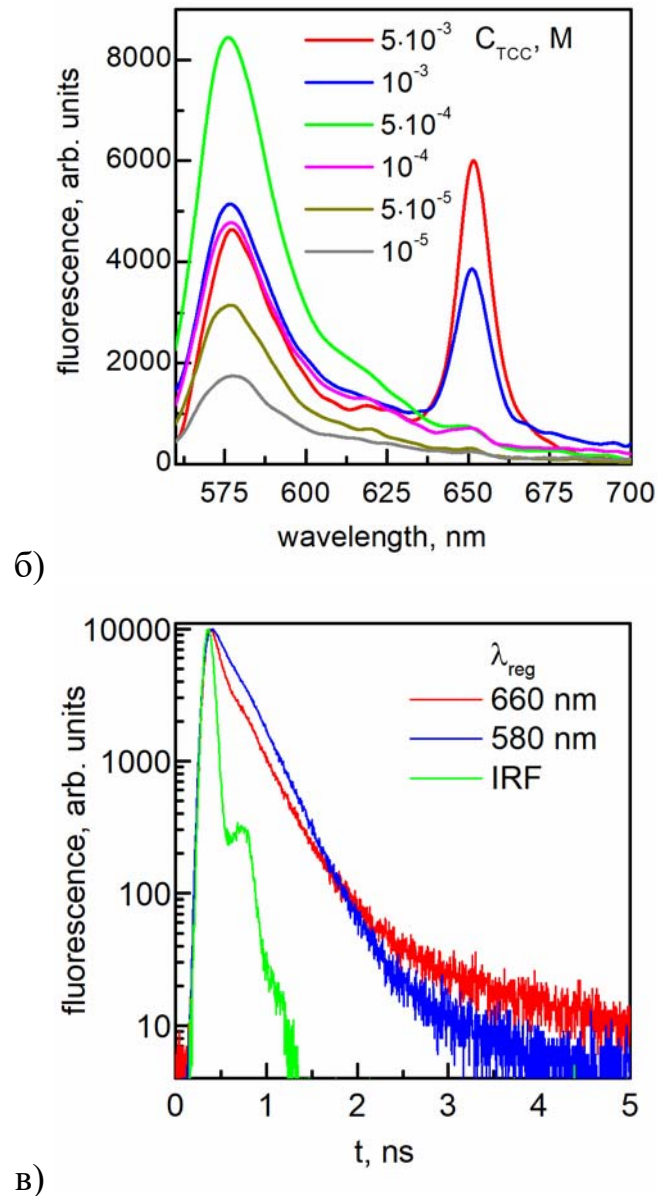 8000
6000
4000
2000
0
fluorescence, arb. units
5·10⁻³ C_TCC, M
10⁻³
5·10⁻⁴
10⁻⁴
5·10⁻⁵
10⁻⁵
575 600 625 650 675 700
wavelength, nm
б)
10000
1000
100
10
fluorescence, arb. units
λ_reg
660 nm
580 nm
IRF
0 1 2 3 4 5
t, ns
в)